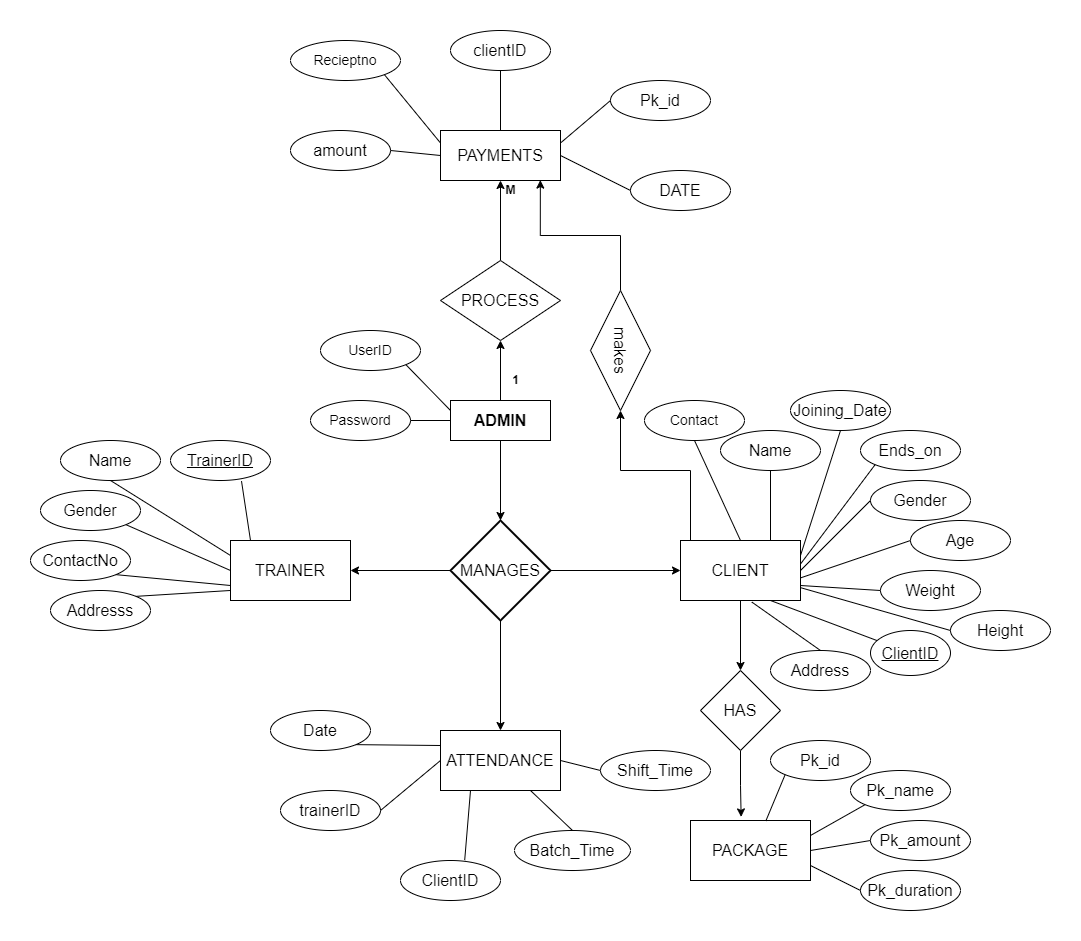 clientID
Recieptno
Pk_id
amount
PAYMENTS
DATE
M
PROCESS
UserID
makes
1
Password
ADMIN
Contact
Joining_Date
Name
Ends_on
Name
TrainerID
Gender
Gender
Age
ContactNo
TRAINER
MANAGES
CLIENT
Weight
Addresss
Height
ClientID
Address
HAS
Date
ATTENDANCE
Shift_Time
Pk_id
Pk_name
trainerID
Batch_Time
PACKAGE
Pk_amount
ClientID
Pk_duration